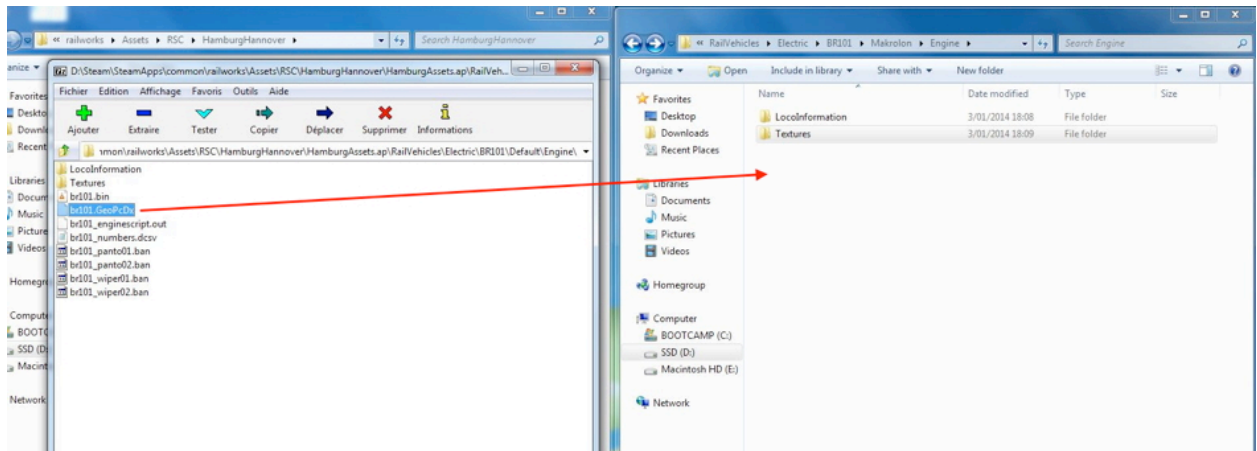 « railworks ▸ Assets ▸ RSC ▸ HamburgHannover ▸
Search HamburgHannover
anize ▾
D:\Steam\SteamApps\common\railworks\Assets\RSC\HamburgHannover\HamburgAssets.ap\RailVeh...
Fichier Edition Affichage Favoris Outils Aide
Ajouter Extraire Tester Copier Déplacer Supprimer Informations
ımon\railworks\Assets\RSC\HamburgHannover\HamburgAssets.ap\RailVehicles\Electric\BR101\Default\Engine\
LocoInformation
Textures
br101.bin
br101.GeoPcDx
br101_enginescript.out
br101_numbers.dcsv
br101_panto01.ban
br101_panto02.ban
br101_wiper01.ban
br101_wiper02.ban
Favorites
Deskto
Downlo
Recent
Libraries
Docum
Music
Picture
Videos
Homegro
Compute
BOOTC
SSD (D:
Macint
Network
« RailVehicles ▸ Electric ▸ BR101 ▸ Makrolon ▸ Engine ▸
Search Engine
Organize ▾ Open Include in library ▾ Share with ▾ New folder
Name Date modified Type Size
LocoInformation 3/01/2014 18:08 File folder
Textures 3/01/2014 18:09 File folder
Favorites
Desktop
Downloads
Recent Places
Libraries
Documents
Music
Pictures
Videos
Homegroup
Computer
BOOTCAMP (C:)
SSD (D:)
Macintosh HD (E:)
Network